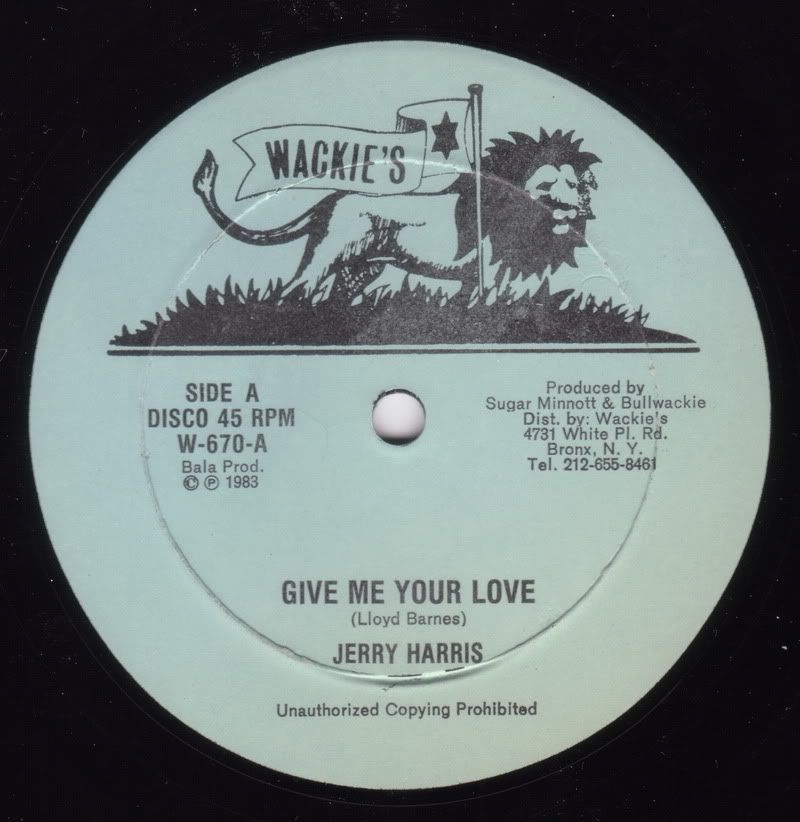 WACKIE'S
SIDE A
DISCO 45 RPM
W-670-A
Bala Prod.
© ℗ 1983
Produced by
Sugar Minnott & Bullwackie
Dist. by: Wackie's
4731 White Pl. Rd.
Bronx, N. Y.
Tel. 212-655-8461
GIVE ME YOUR LOVE
(Lloyd Barnes)
JERRY HARRIS
Unauthorized Copying Prohibited